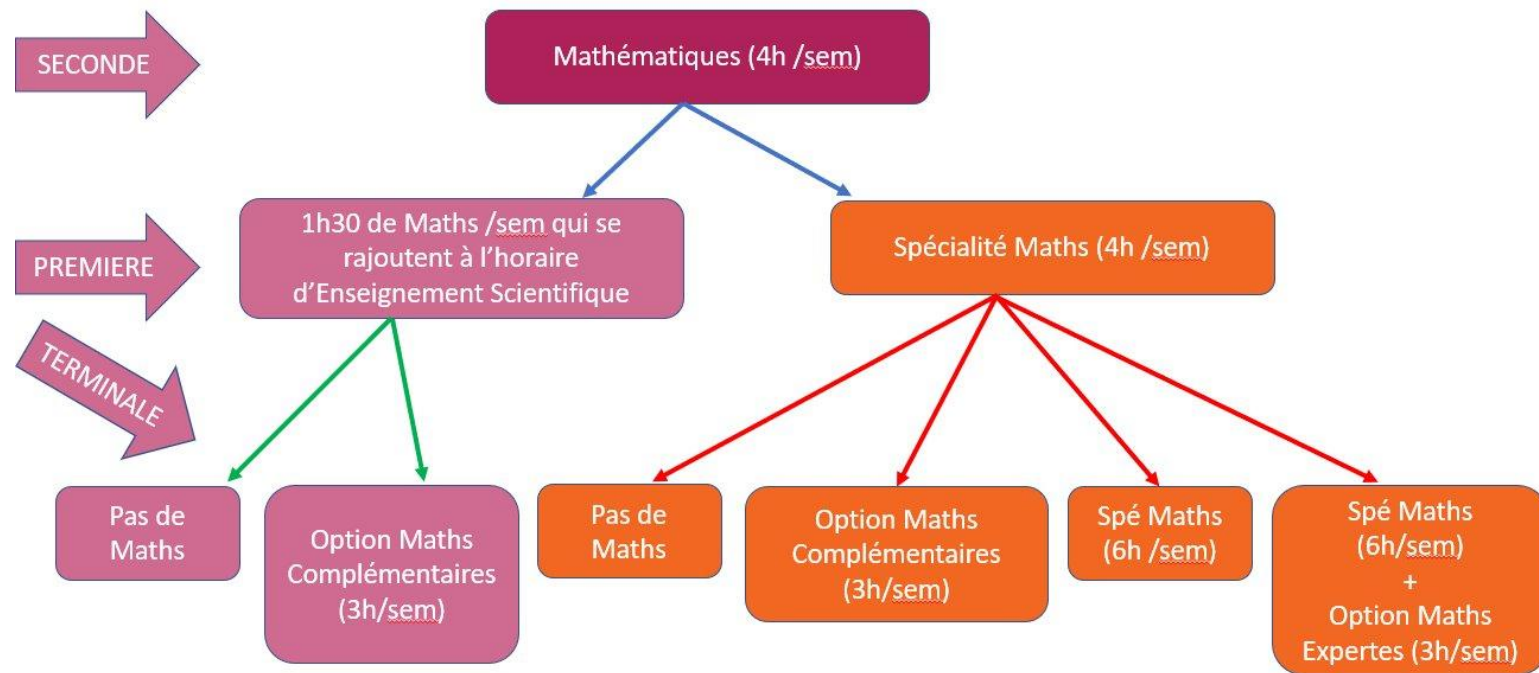 SECONDE
Mathématiques (4h /sem)
PREMIERE
1h30 de Maths /sem qui se
rajoutent à l'horaire
d'Enseignement Scientifique
Spécialité Maths (4h /sem)
TERMINALE
Pas de
Maths
Option Maths
Complémentaires
(3h/sem)
Pas de
Maths
Option Maths
Complémentaires
(3h/sem)
Spé Maths
(6h /sem)
Spé Maths
(6h/sem)
+
Option Maths
Expertes (3h/sem)